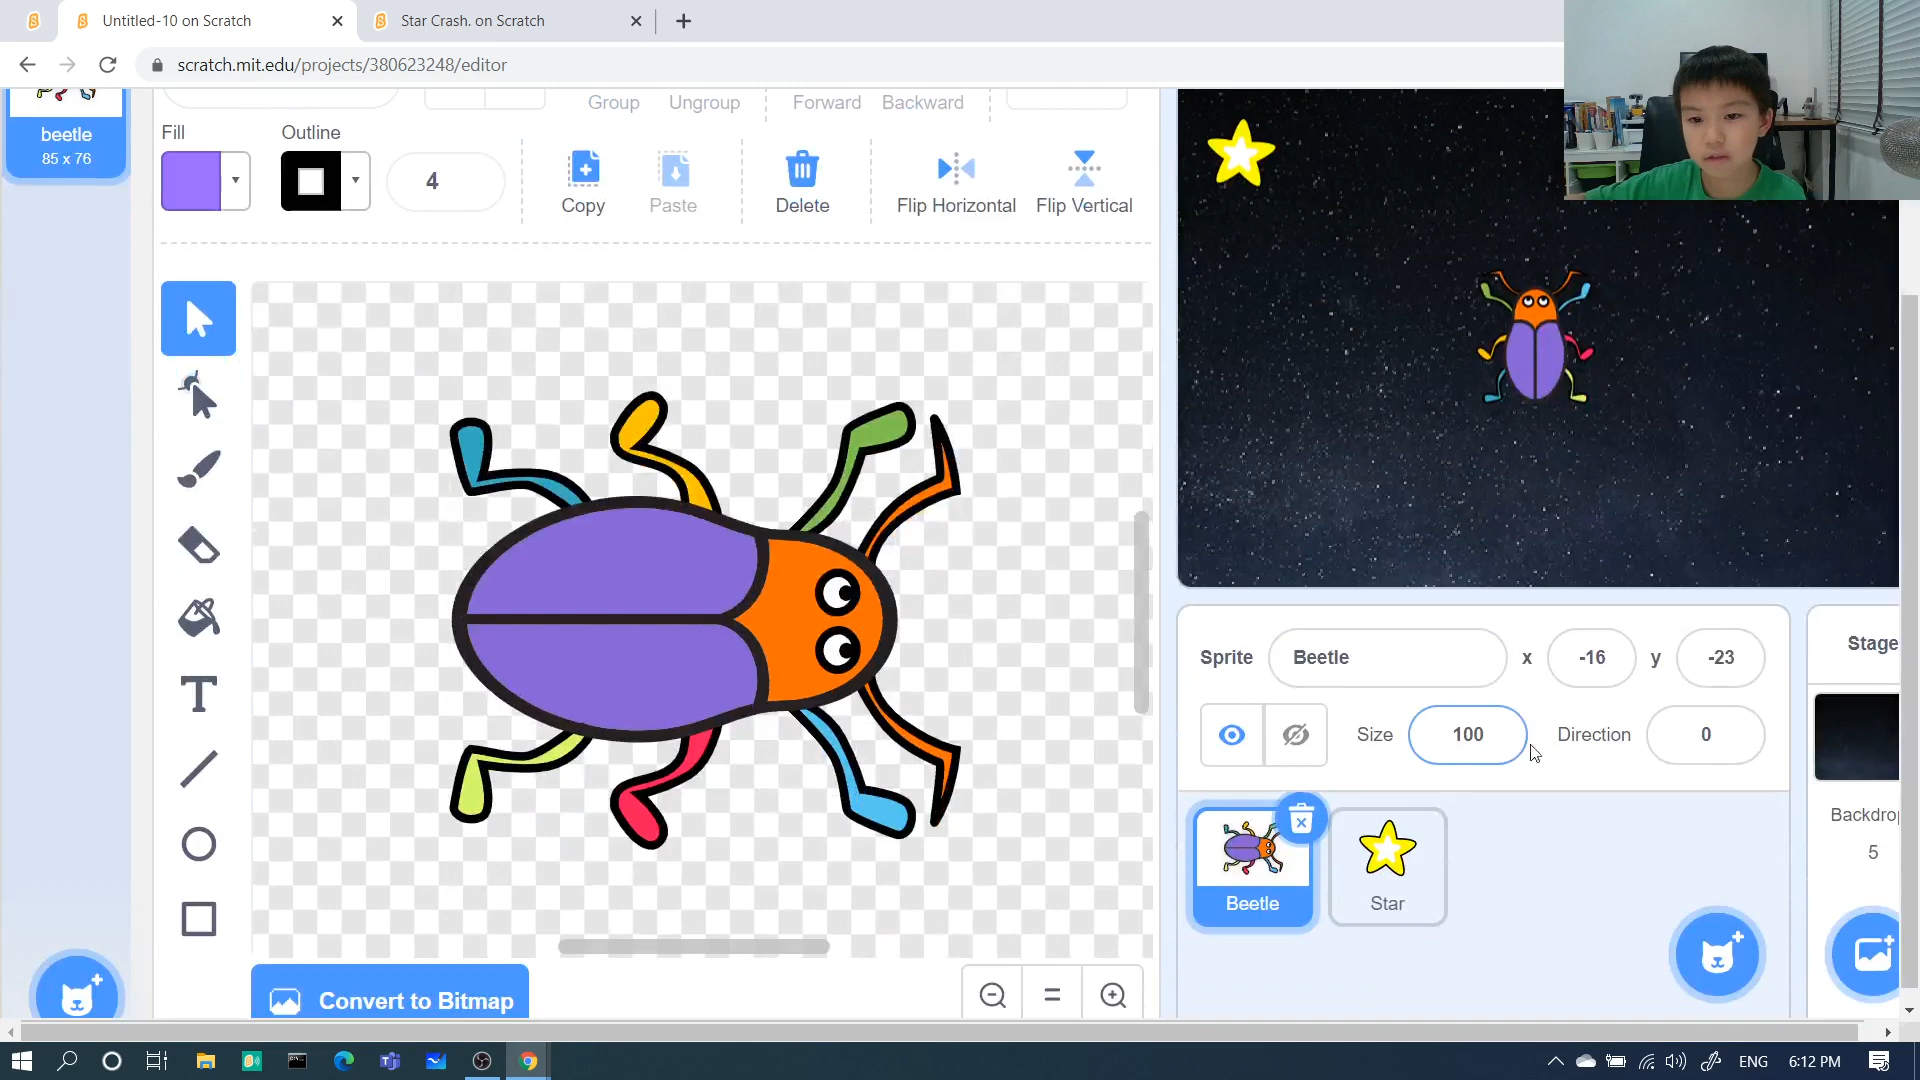 Untitled-10 on Scratch
Star Crash. on Scratch
scratch.mit.edu/projects/380623248/editor
beetle
85 x 76
Group
Ungroup
Forward
Backward
Fill
Outline
4
Copy
Paste
Delete
Flip Horizontal
Flip Vertical
Convert to Bitmap
Sprite
Beetle
x
-16
y
-23
Size
100
Direction
0
Beetle
Star
Stage
Backdrop
5
ENG
6:12 PM